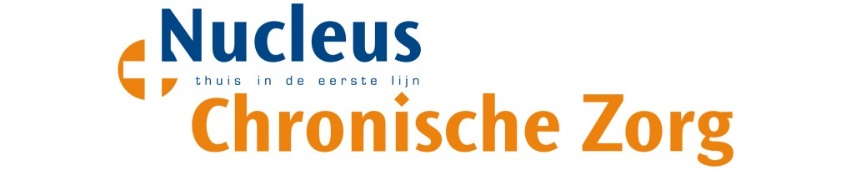 Nucleus
thuis in de eerste lijn
Chronische Zorg